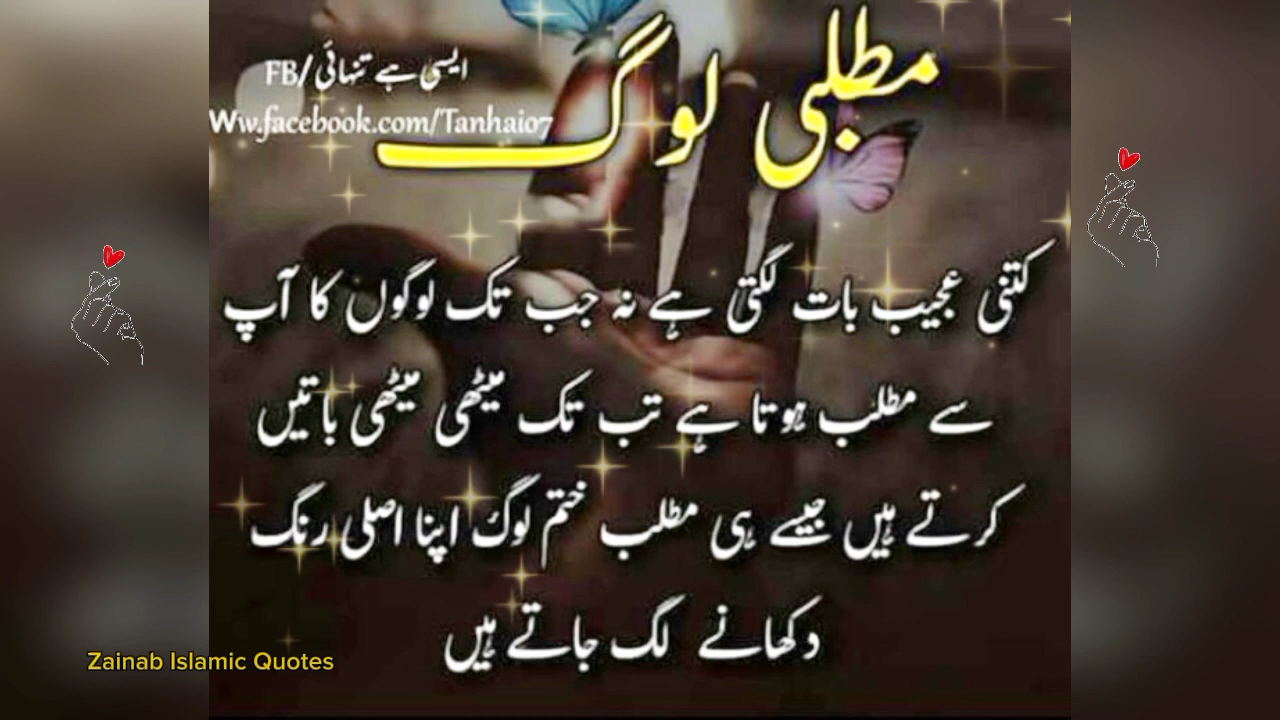 مطلبی لوگ
ایسی ہے تنہائی/FB
Ww.facebook.com/Tanhai07
کتنی عجیب بات لگتی ہے نہ جب تک لوگوں کا آپ
سے مطلب ہوتا ہے تب تک میٹھی میٹھی باتیں
کرتے ہیں جیسے ہی مطلب ختم لوگ اپنا اصلی رنگ
دکھانے لگ جاتے ہیں
Zainab Islamic Quotes